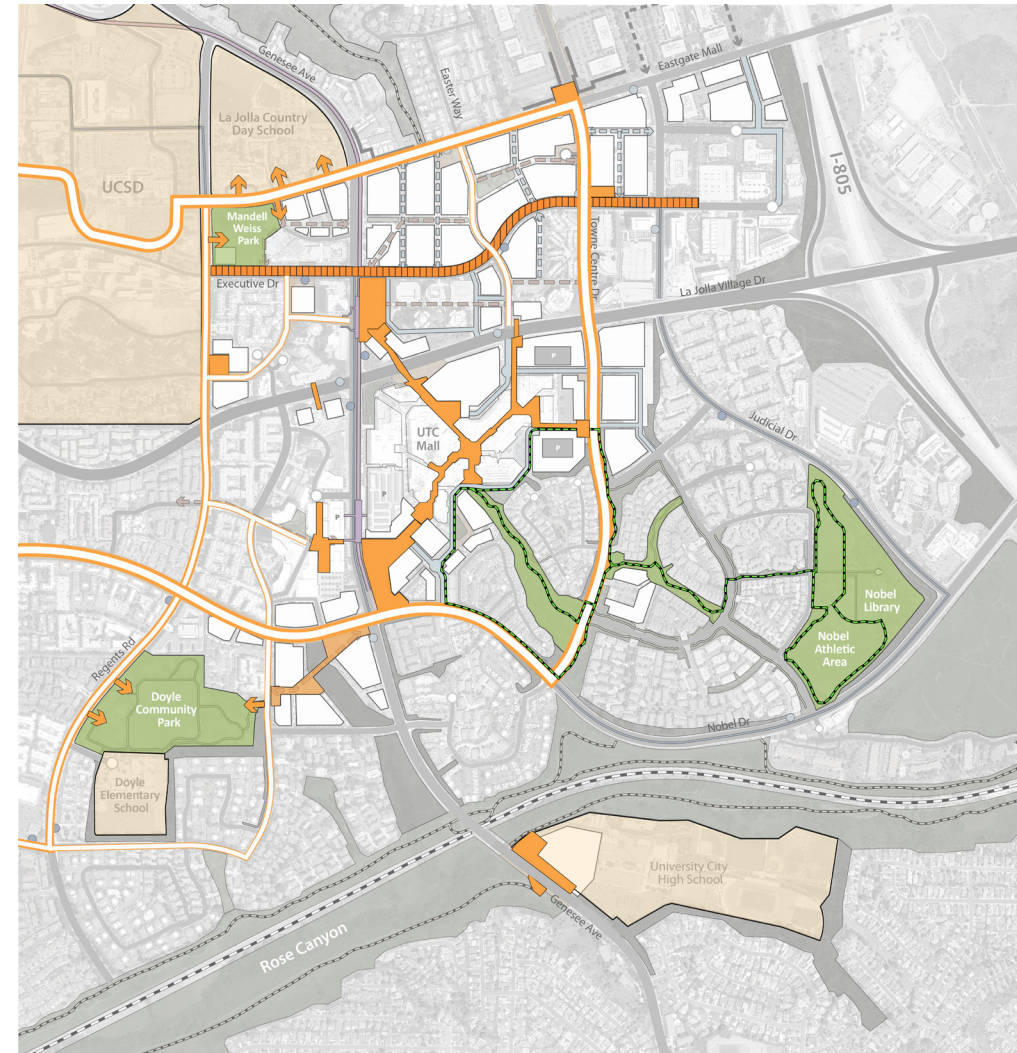 Genesee Ave
Eastgate Mall
Easter Way
La Jolla Country
Day School
I-805
UCSD
Mandell
Weiss
Park
Towne Centre Dr
Executive Dr
La Jolla Village Dr
P
UTC
Mall
Judicial Dr
P
P
P
Nobel
Library
Nobel
Athletic
Area
Regents Rd
Doyle
Community
Park
Nobel Dr
Doyle
Elementary
School
University City
High School
Genesee Ave
Rose Canyon